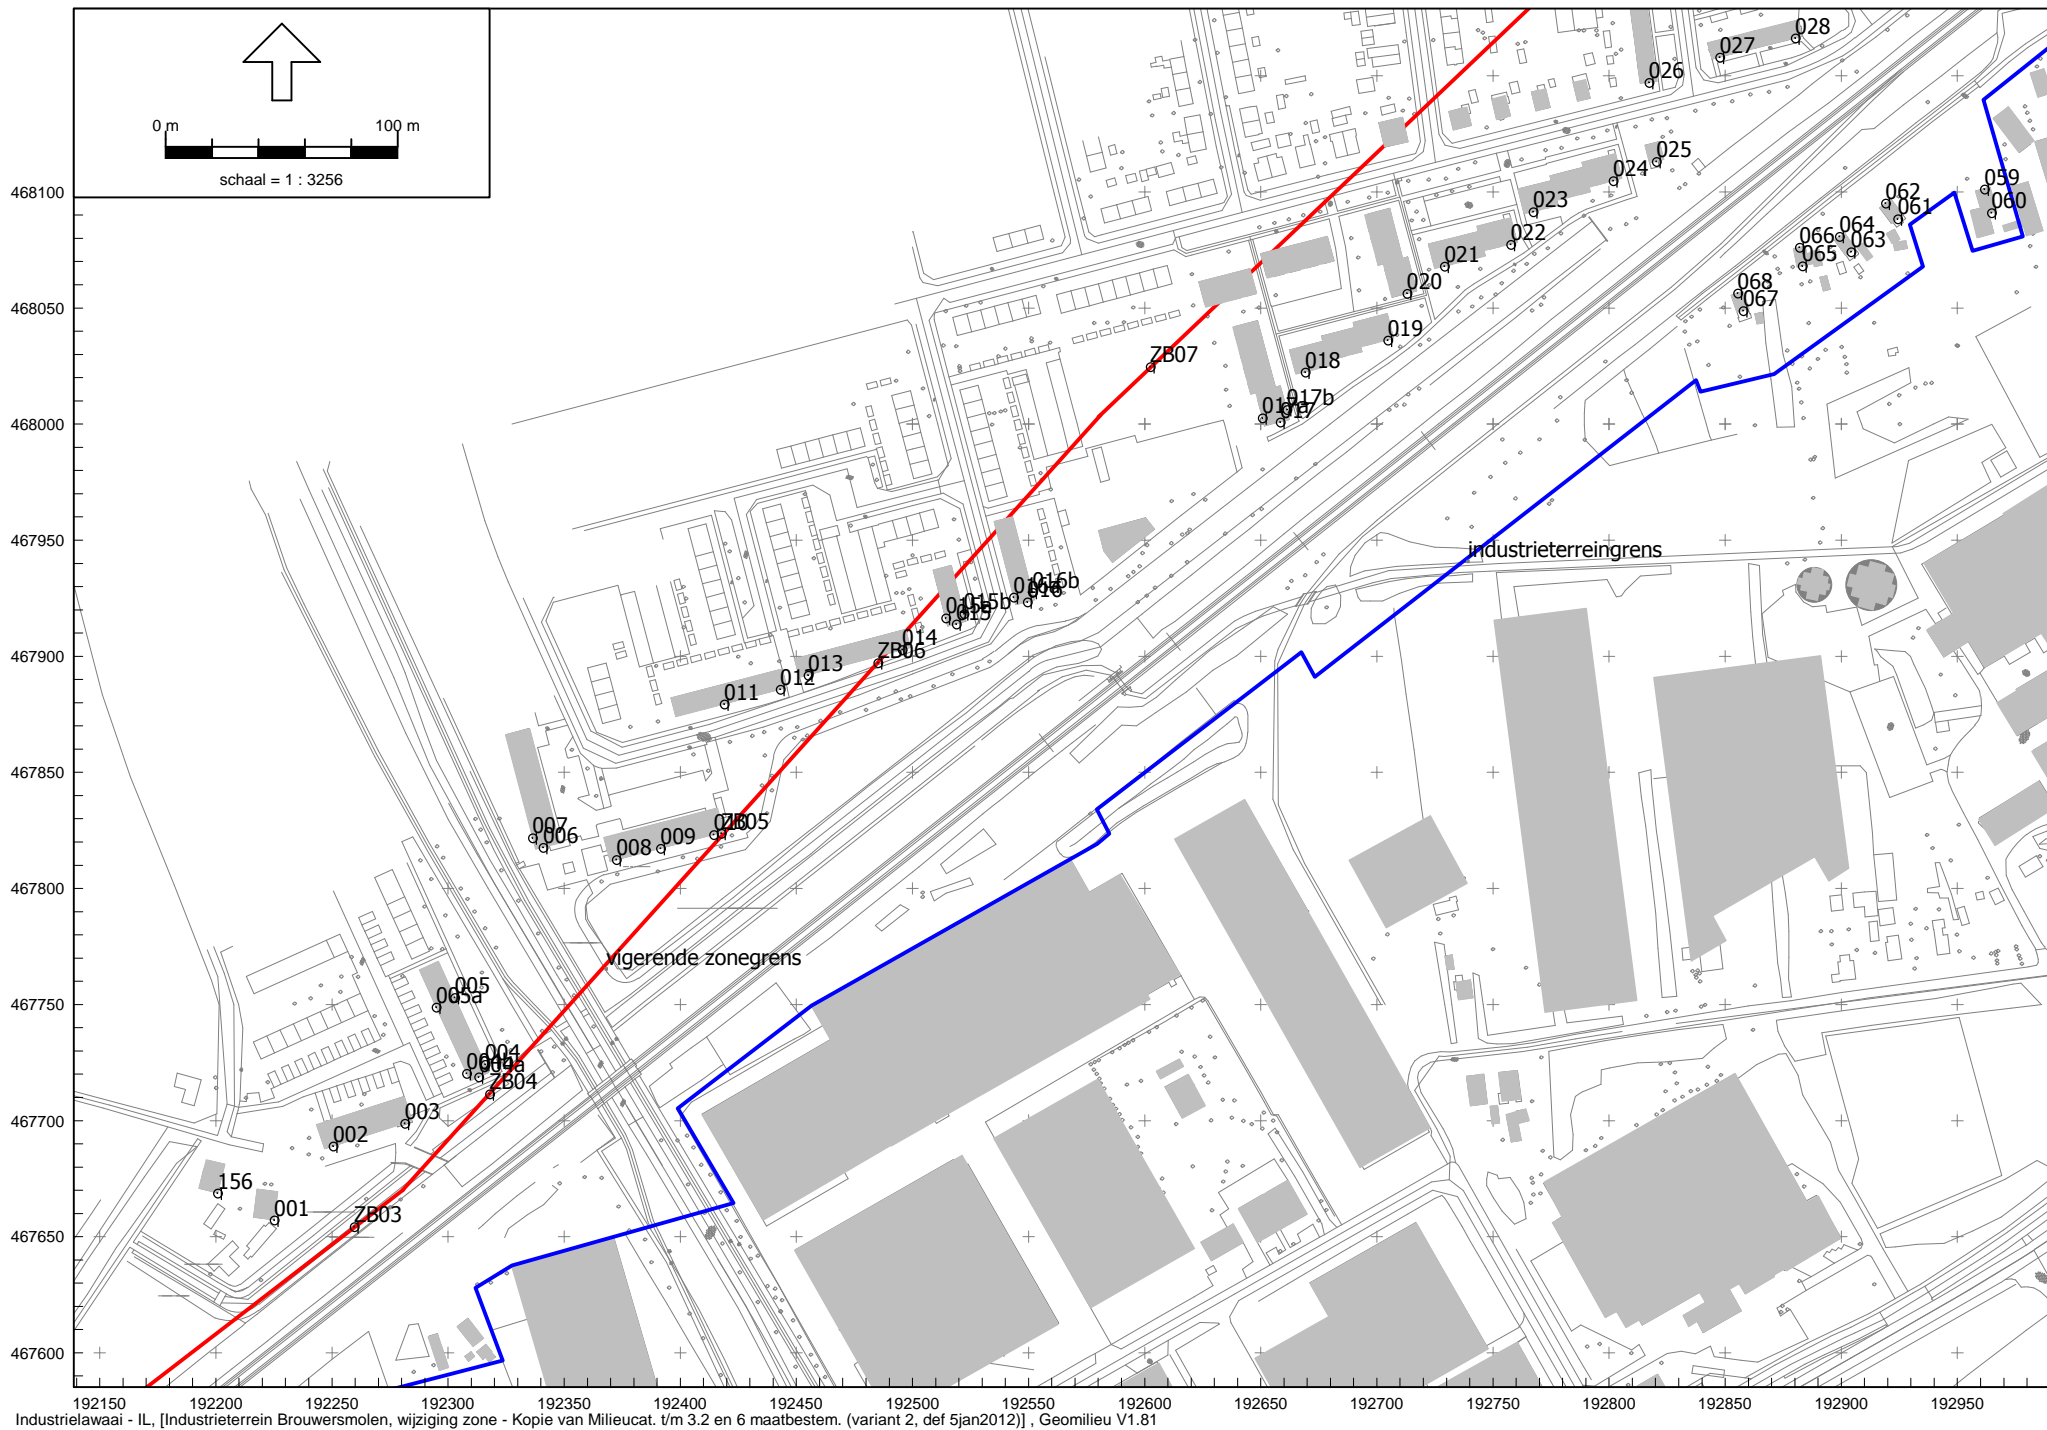 0 m 100 m
schaal = 1 : 3256
028
027
026
025
024
023
022
021
020
019
018
017b
017a
017
059
060
062
061
064
063
066
065
068
067
ZB07
industrieterreingrens
016b
016a
016
015b
015a
015
014
ZB06
013
012
011
ZB05
010
009
008
007
006
vigerende zonegrens
005
005a
004
004b
004a
ZB04
003
002
156
001
ZB03
468100
468050
468000
467950
467900
467850
467800
467750
467700
467650
467600
192150 192200 192250 192300 192350 192400 192450 192500 192550 192600 192650 192700 192750 192800 192850 192900 192950
Industrielawaai - IL, [Industrieterrein Brouwersmolen, wijziging zone - Kopie van Milieucat. t/m 3.2 en 6 maatbestem. (variant 2, def 5jan2012)] , Geomilieu V1.81